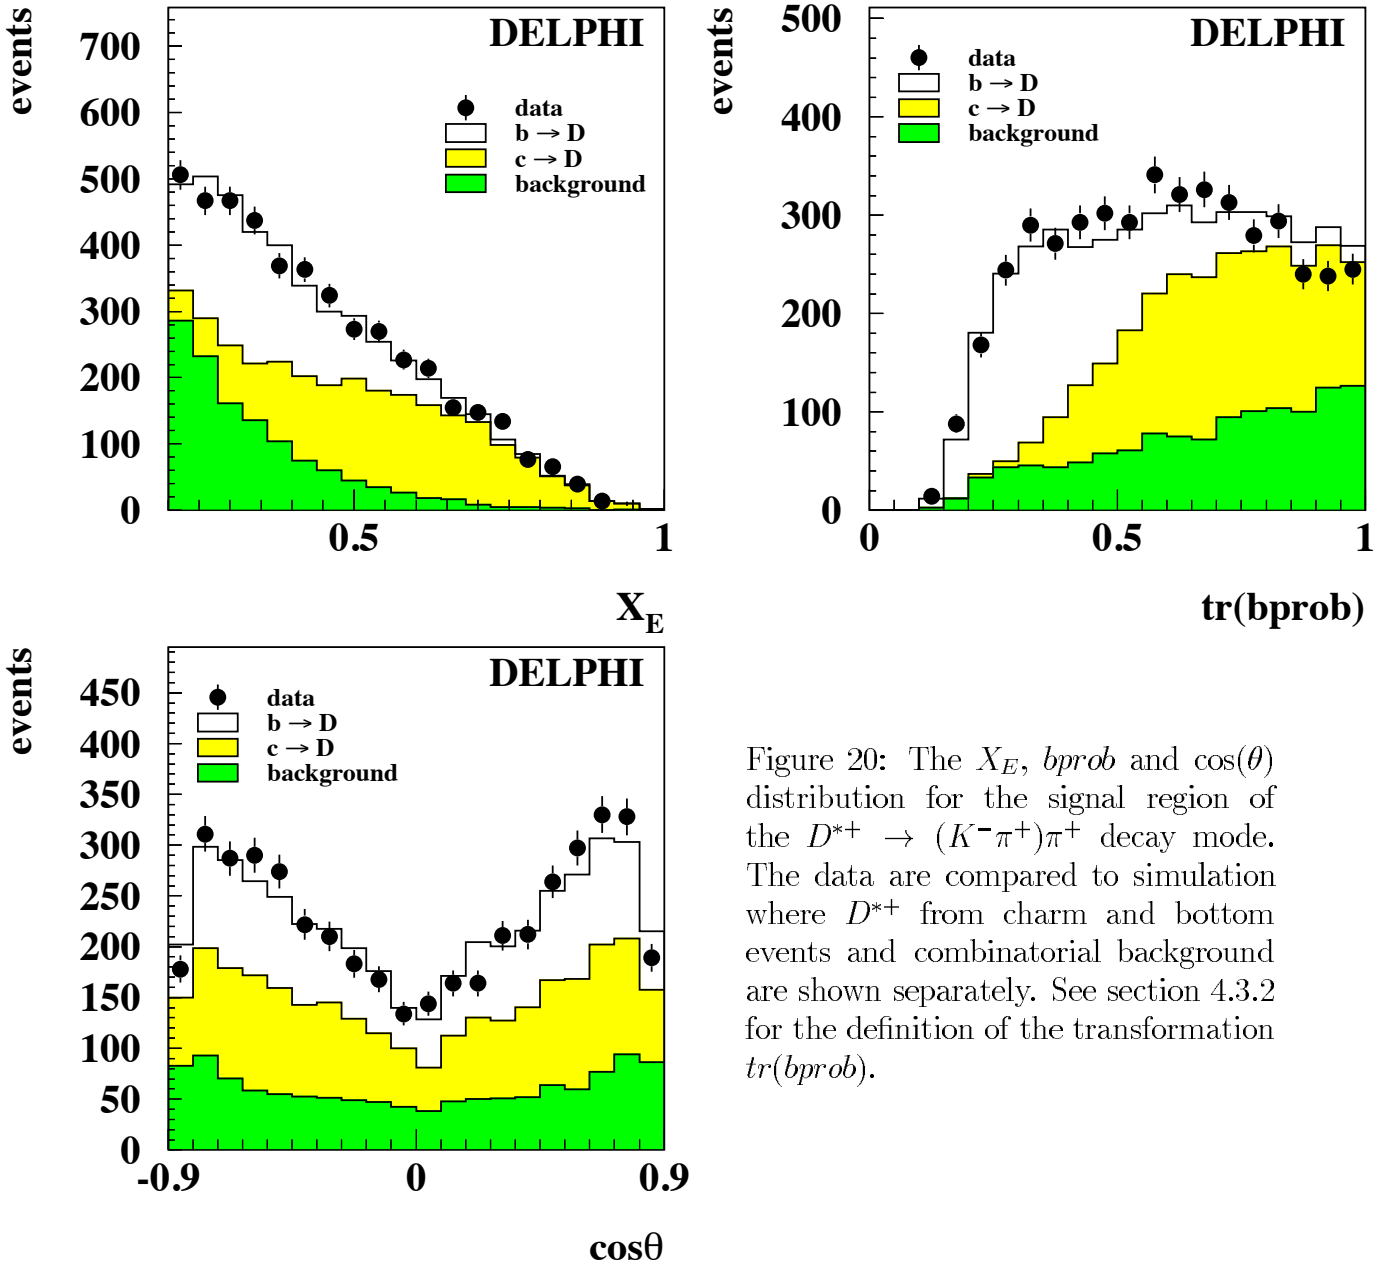 events
700
600
500
400
300
200
100
0
DELPHI
data
b → D
c → D
background
0.5
1
X_E
events
500
400
300
200
100
0
DELPHI
data
b → D
c → D
background
0
0.5
1
tr(bprob)
events
450
400
350
300
250
200
150
100
50
0
DELPHI
data
b → D
c → D
background
-0.9
0
0.9
cosθ
Figure 20: The X_E, bprob and cos(θ)
distribution for the signal region of
the D*+ → (K−π+)π+ decay mode.
The data are compared to simulation
where D*+ from charm and bottom
events and combinatorial background
are shown separately. See section 4.3.2
for the definition of the transformation
tr(bprob).